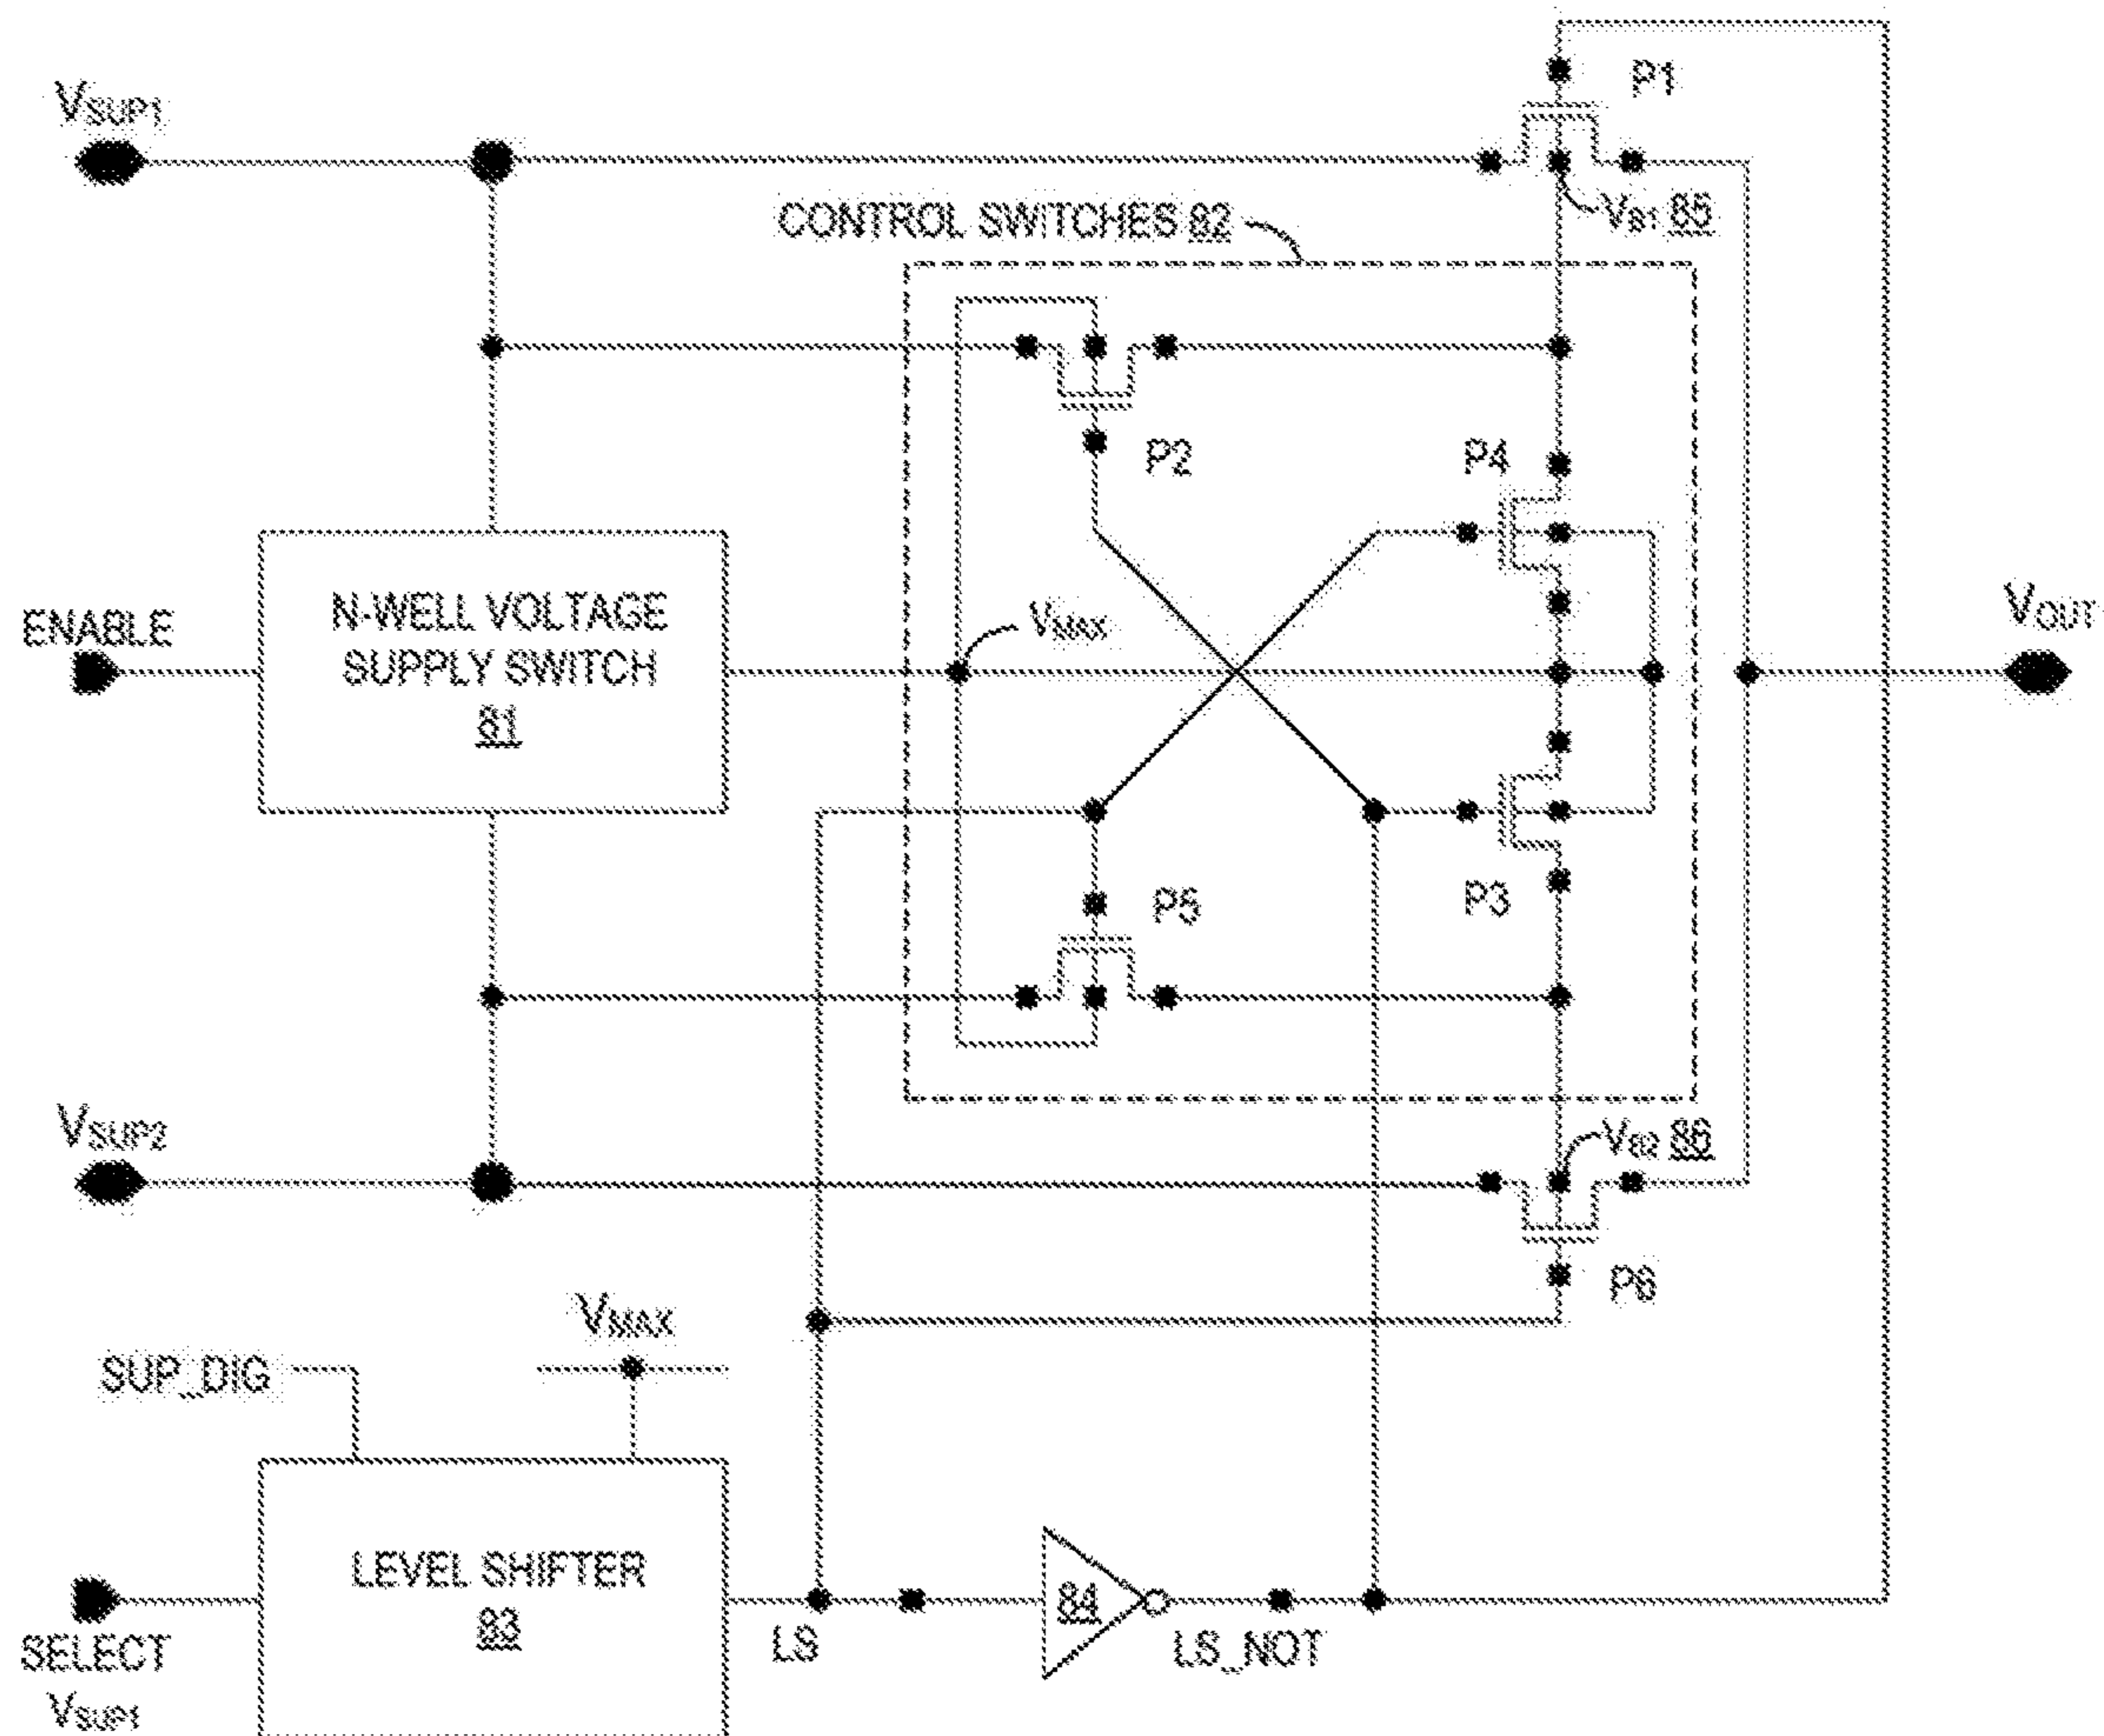 P1
VSUP1
CONTROL SWITCHES 82
VB1 85
P2
P4
ENABLE
N-WELL VOLTAGE
SUPPLY SWITCH
81
VMAX
VOUT
P5
P3
VSUP2
VB2 86
P6
VMAX
SUP_DIG
LEVEL SHIFTER
83
84
LS
LS_NOT
SELECT
VSUP1